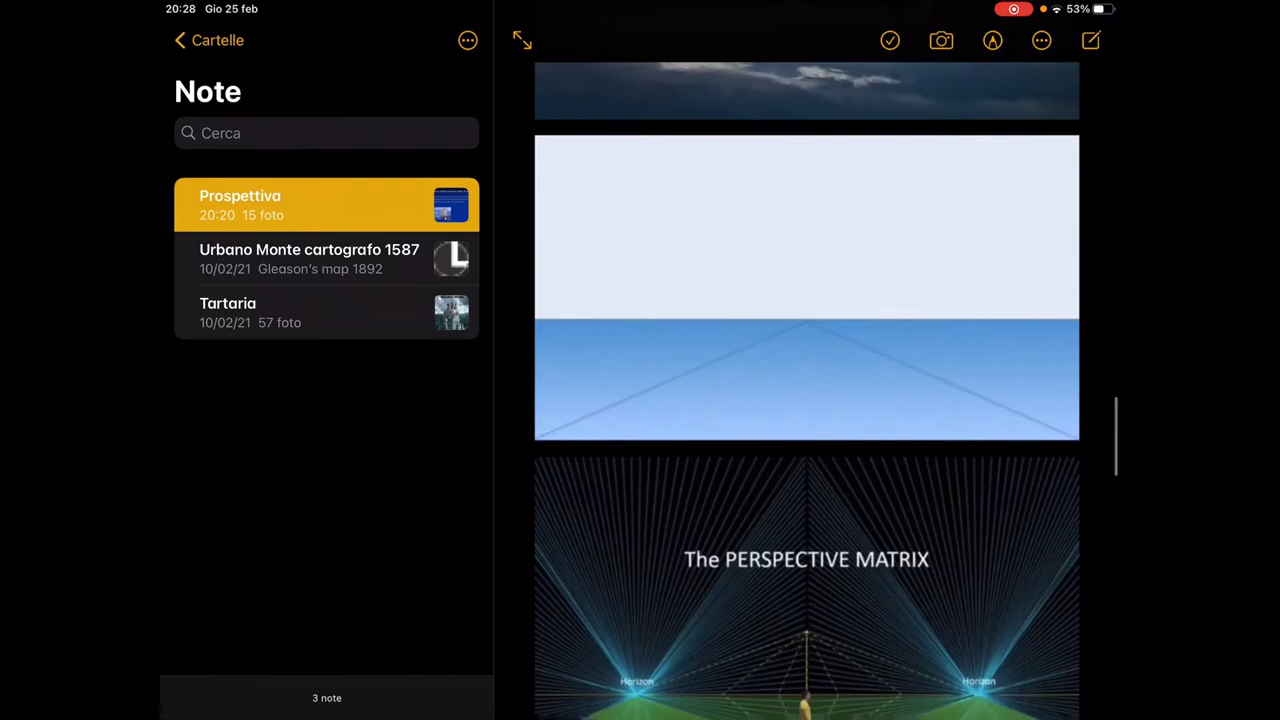 20:28 Gio 25 feb
53%
Cartelle
Note
Cerca
Prospettiva
20:20 15 foto
Urbano Monte cartografo 1587
10/02/21 Gleason's map 1892
Tartaria
10/02/21 57 foto
3 note
The PERSPECTIVE MATRIX
Horizon
Horizon